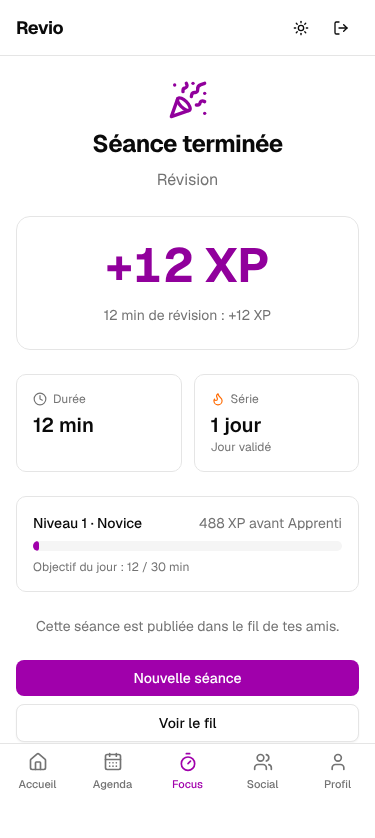 Revio
Séance terminée
Révision
+12 XP
12 min de révision : +12 XP
Durée
12 min
Série
1 jour
Jour validé
Niveau 1 · Novice
488 XP avant Apprenti
Objectif du jour : 12 / 30 min
Cette séance est publiée dans le fil de tes amis.
Nouvelle séance
Voir le fil
Accueil
Agenda
Focus
Social
Profil